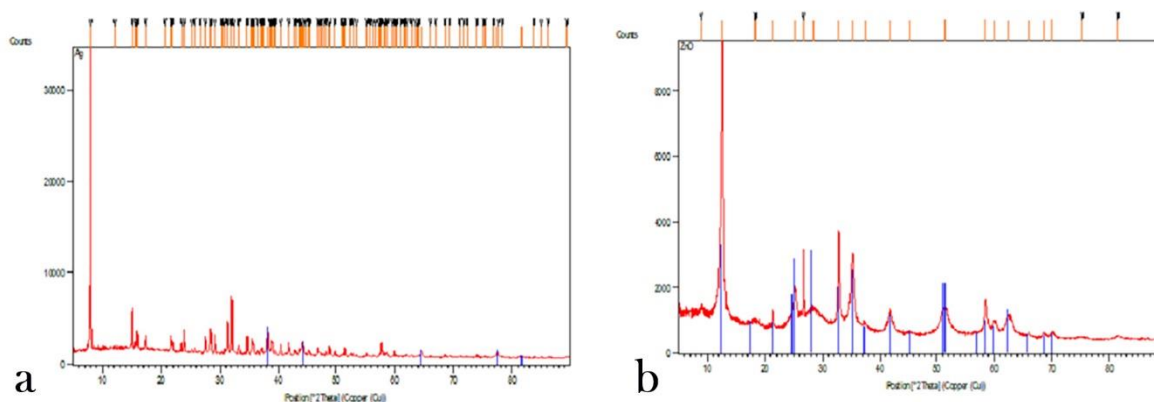 Counts
Ag
30000
20000
10000
0
10 20 30 40 50 60 70 80
Position [°2Theta] (Copper (Cu))
a
Counts
ZnO
8000
6000
4000
2000
0
10 20 30 40 50 60 70 80
Position [°2Theta] (Copper (Cu))
b